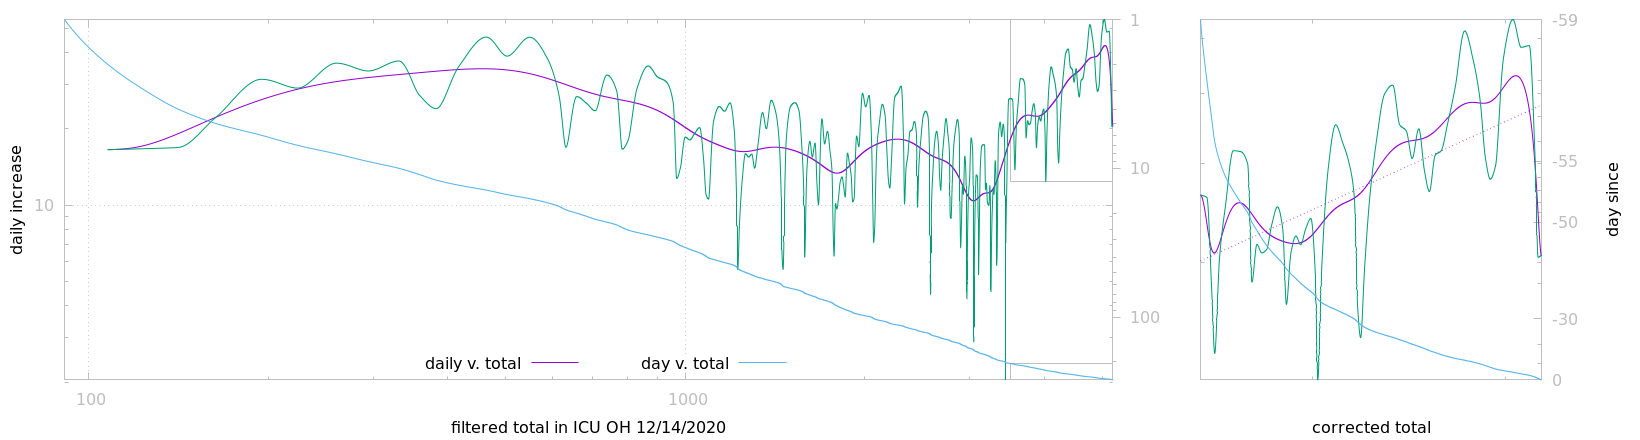 1
-59
10
-55
10
-50
daily increase
day since
100
-30
daily v. total
day v. total
0
100
1000
filtered total in ICU OH 12/14/2020
corrected total